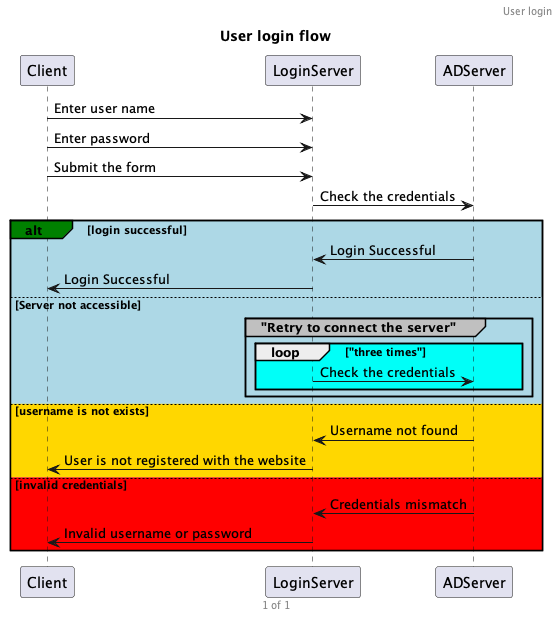 User login
User login flow
Client LoginServer ADServer
Enter user name
Enter password
Submit the form
Check the credentials
alt [login successful]
Login Successful
Login Successful
[Server not accessible]
"Retry to connect the server"
loop ["three times"]
Check the credentials
[username is not exists]
Username not found
User is not registered with the website
[invalid credentials]
Credentials mismatch
Invalid username or password
Client LoginServer ADServer
1 of 1